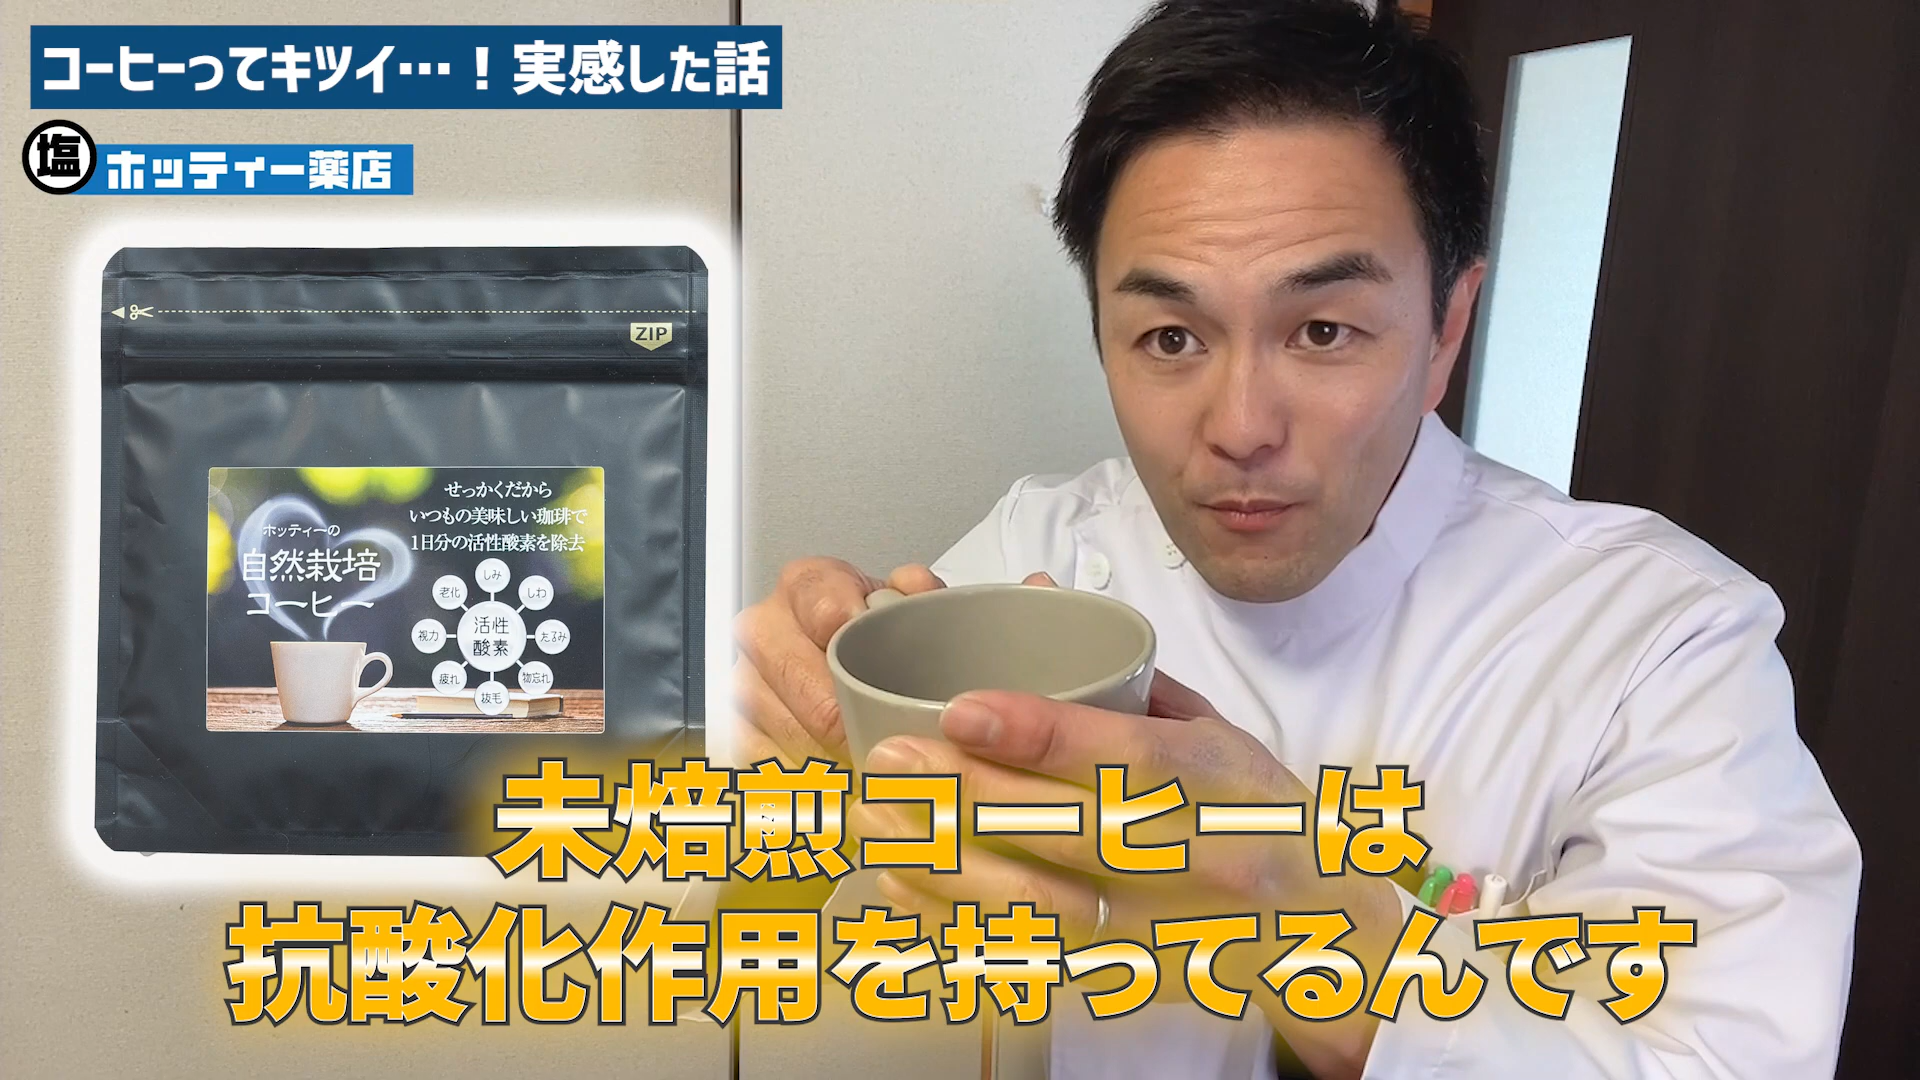 コーヒーってキツイ…！実感した話
塩 ホッティー薬店
ZIP
せっかくだから
いつもの美味しい珈琲で
1日分の活性酸素を除去
ホッティーの
自然栽培
コーヒー
しみ
老化
しわ
活性
酸素
視力
たるみ
疲れ
物忘れ
抜毛
未焙煎コーヒーは
抗酸化作用を持ってるんです